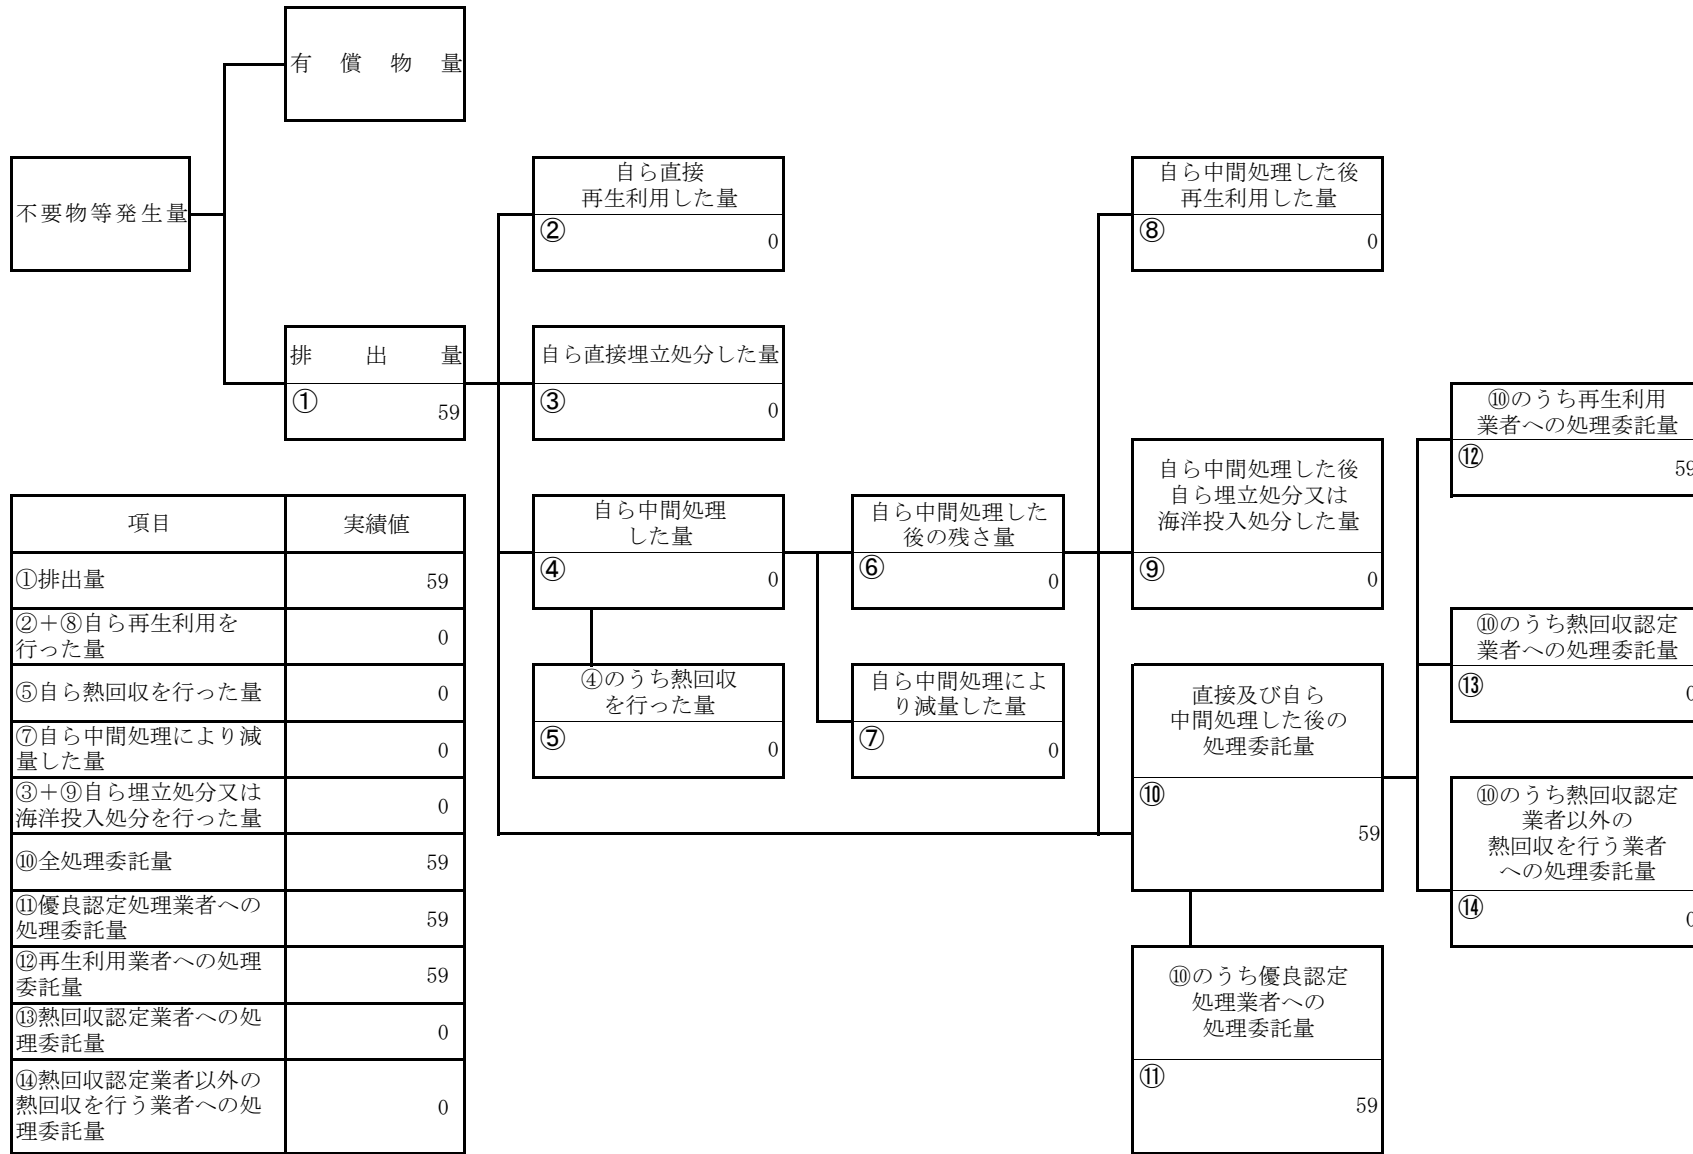 有償物量
不要物等発生量
排出量
①
59
自ら直接
再生利用した量
②
0
自ら直接埋立処分した量
③
0
自ら中間処理
した量
④
0
④のうち熱回収
を行った量
⑤
0
自ら中間処理した
後の残さ量
⑥
0
自ら中間処理によ
り減量した量
⑦
0
自ら中間処理した後
再生利用した量
⑧
0
自ら中間処理した後
自ら埋立処分又は
海洋投入処分した量
⑨
0
直接及び自ら
中間処理した後の
処理委託量
⑩
59
⑩のうち優良認定
処理業者への
処理委託量
⑪
59
⑩のうち再生利用
業者への処理委託量
⑫
59
⑩のうち熱回収認定
業者への処理委託量
⑬
0
⑩のうち熱回収認定
業者以外の
熱回収を行う業者
への処理委託量
⑭
0
項目 実績値
①排出量 59
②＋⑧自ら再生利用を
行った量 0
⑤自ら熱回収を行った量 0
⑦自ら中間処理により減
量した量 0
③＋⑨自ら埋立処分又は
海洋投入処分を行った量 0
⑩全処理委託量 59
⑪優良認定処理業者への
処理委託量 59
⑫再生利用業者への処理
委託量 59
⑬熱回収認定業者への処
理委託量 0
⑭熱回収認定業者以外の
熱回収を行う業者への処
理委託量 0